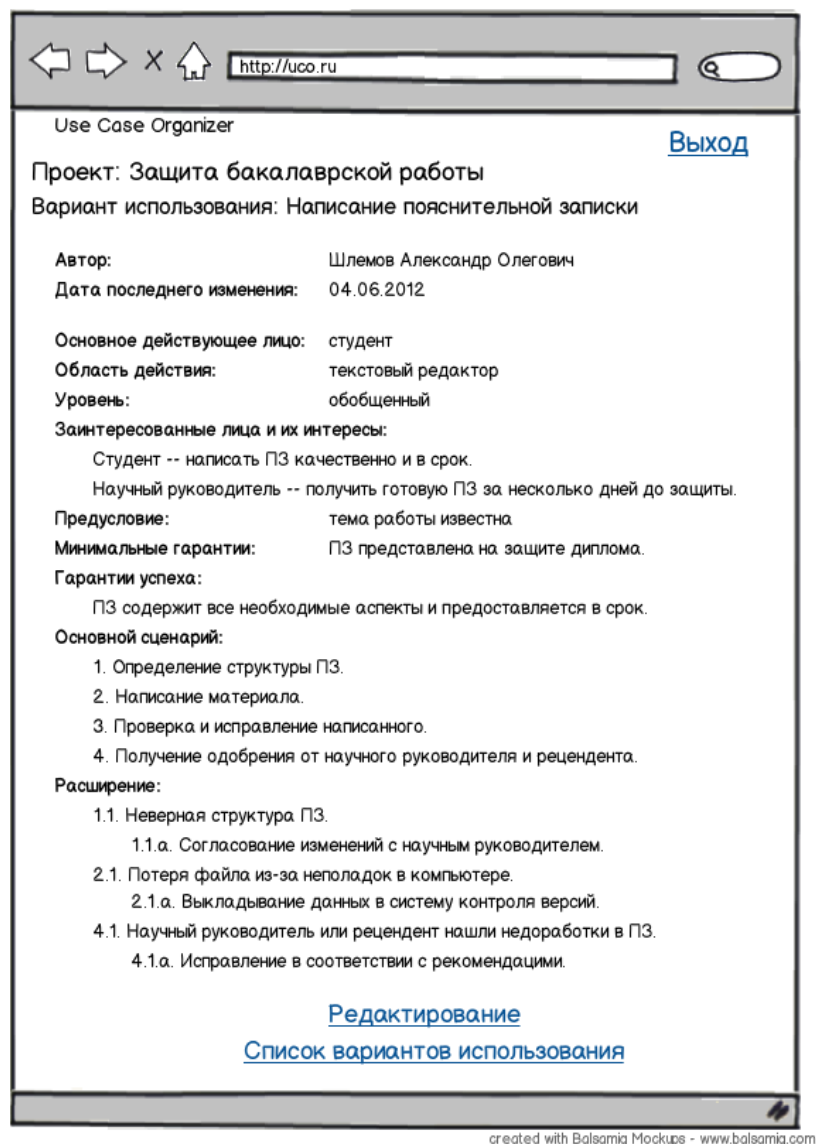 http://uco.ru
Use Case Organizer
Выход
Проект: Защита бакалаврской работы
Вариант использования: Написание пояснительной записки
Автор: Шлемов Александр Олегович
Дата последнего изменения: 04.06.2012
Основное действующее лицо: студент
Область действия: текстовый редактор
Уровень: обобщенный
Заинтересованные лица и их интересы:
Студент -- написать ПЗ качественно и в срок.
Научный руководитель -- получить готовую ПЗ за несколько дней до защиты.
Предусловие: тема работы известна
Минимальные гарантии: ПЗ представлена на защите диплома.
Гарантии успеха:
ПЗ содержит все необходимые аспекты и предоставляется в срок.
Основной сценарий:
1. Определение структуры ПЗ.
2. Написание материала.
3. Проверка и исправление написанного.
4. Получение одобрения от научного руководителя и рецендента.
Расширение:
1.1. Неверная структура ПЗ.
1.1.а. Согласование изменений с научным руководителем.
2.1. Потеря файла из-за неполадок в компьютере.
2.1.а. Выкладывание данных в систему контроля версий.
4.1. Научный руководитель или рецендент нашли недоработки в ПЗ.
4.1.а. Исправление в соответствии с рекомендацими.
Редактирование
Список вариантов использования
created with Balsamiq Mockups - www.balsamiq.com